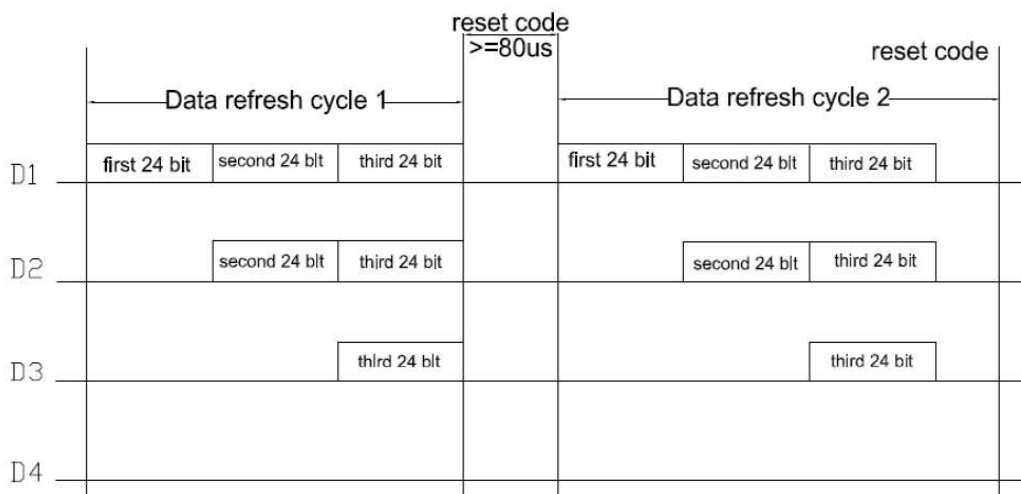 reset code
>=80us
reset code
Data refresh cycle 1
Data refresh cycle 2
D1 first 24 bit second 24 blt third 24 bit first 24 bit second 24 blt third 24 bit
D2 second 24 blt third 24 bit second 24 blt third 24 bit
D3 thlrd 24 blt third 24 bit
D4